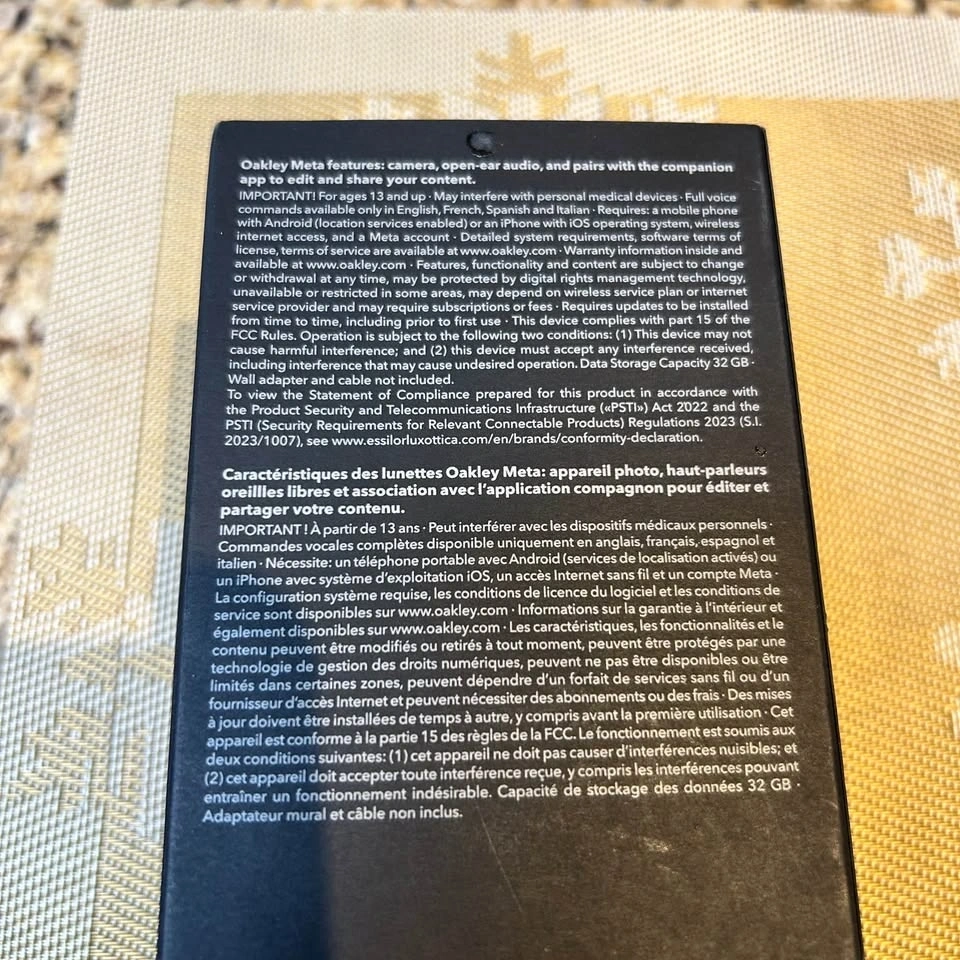 Oakley Meta features: camera, open-ear audio, and pairs with the companion
app to edit and share your content.
IMPORTANT! For ages 13 and up · May interfere with personal medical devices · Full voice
commands available only in English, French, Spanish and Italian · Requires: a mobile phone
with Android (location services enabled) or an iPhone with iOS operating system, wireless
internet access, and a Meta account · Detailed system requirements, software terms of
license, terms of service are available at www.oakley.com · Warranty information inside and
available at www.oakley.com · Features, functionality and content are subject to change
or withdrawal at any time, may be protected by digital rights management technology,
unavailable or restricted in some areas, may depend on wireless service plan or internet
service provider and may require subscriptions or fees · Requires updates to be installed
from time to time, including prior to first use · This device complies with part 15 of the
FCC Rules. Operation is subject to the following two conditions: (1) This device may not
cause harmful interference; and (2) this device must accept any interference received,
including interference that may cause undesired operation. Data Storage Capacity 32 GB ·
Wall adapter and cable not included.
To view the Statement of Compliance prepared for this product in accordance with
the Product Security and Telecommunications Infrastructure («PSTI») Act 2022 and the
PSTI (Security Requirements for Relevant Connectable Products) Regulations 2023 (S.I.
2023/1007), see www.essilorluxottica.com/en/brands/conformity-declaration.
Caractéristiques des lunettes Oakley Meta: appareil photo, haut-parleurs
oreillles libres et association avec l'application compagnon pour éditer et
partager votre contenu.
IMPORTANT ! À partir de 13 ans · Peut interférer avec les dispositifs médicaux personnels ·
Commandes vocales complètes disponible uniquement en anglais, français, espagnol et
italien · Nécessite: un téléphone portable avec Android (services de localisation activés) ou
un iPhone avec système d'exploitation iOS, un accès Internet sans fil et un compte Meta ·
La configuration système requise, les conditions de licence du logiciel et les conditions de
service sont disponibles sur www.oakley.com · Informations sur la garantie à l'intérieur et
également disponibles sur www.oakley.com · Les caractéristiques, les fonctionnalités et le
contenu peuvent être modifiés ou retirés à tout moment, peuvent être protégés par une
technologie de gestion des droits numériques, peuvent ne pas être disponibles ou être
limités dans certaines zones, peuvent dépendre d'un forfait de services sans fil ou d'un
fournisseur d'accès Internet et peuvent nécessiter des abonnements ou des frais · Des mises
à jour doivent être installées de temps à autre, y compris avant la première utilisation · Cet
appareil est conforme à la partie 15 des règles de la FCC. Le fonctionnement est soumis aux
deux conditions suivantes: (1) cet appareil ne doit pas causer d'interférences nuisibles; et
(2) cet appareil doit accepter toute interférence reçue, y compris les interférences pouvant
entraîner un fonctionnement indésirable. Capacité de stockage des données 32 GB ·
Adaptateur mural et câble non inclus.